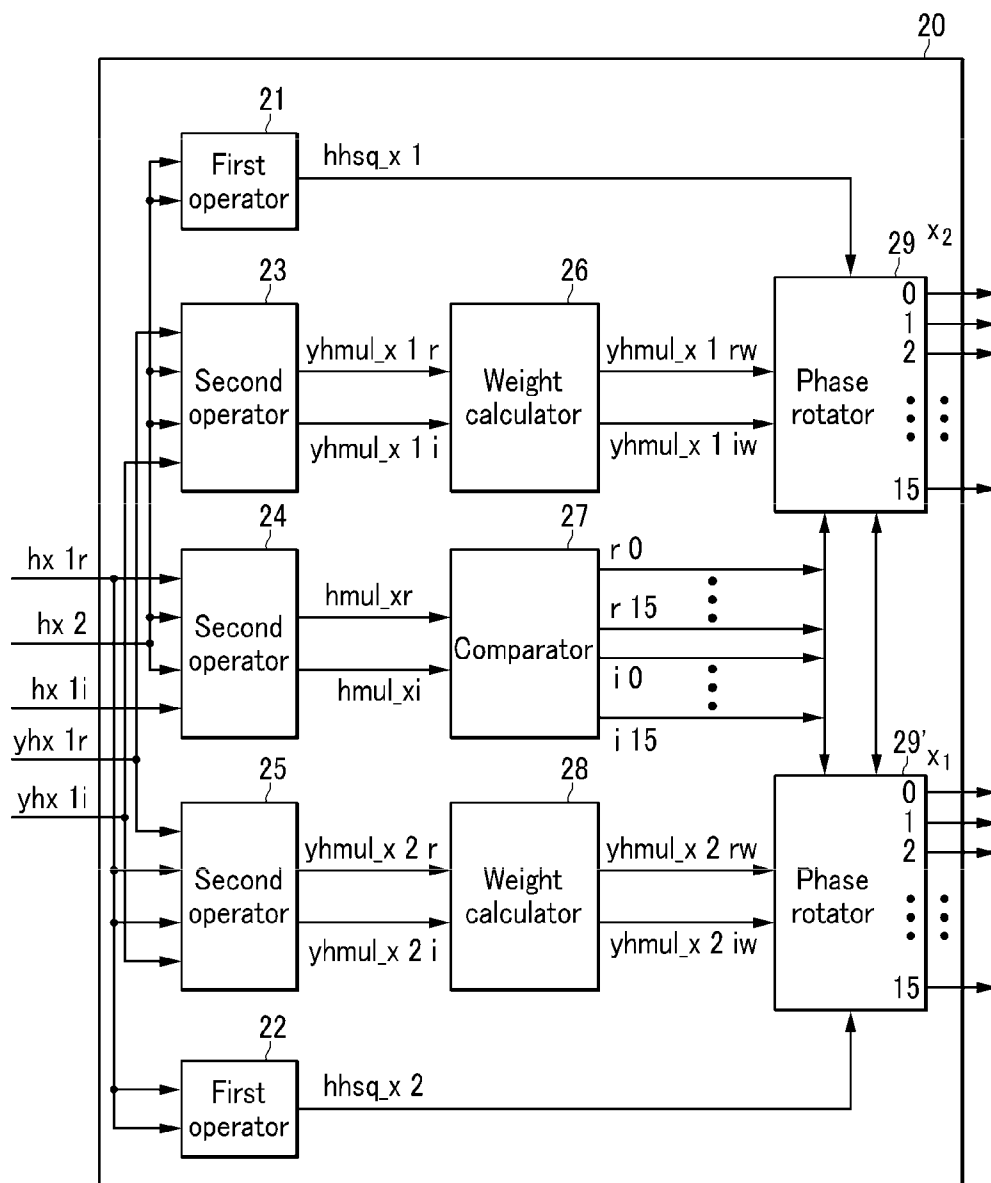 20
21
First
operator
hhsq_x 1
29 x2
23
Second
operator
yhmul_x 1 r
yhmul_x 1 i
26
Weight
calculator
yhmul_x 1 rw
yhmul_x 1 iw
Phase
rotator
0
1
2
15
24
hx 1r
hx 2
hx 1i
yhx 1r
yhx 1i
Second
operator
hmul_xr
hmul_xi
27
Comparator
r 0
r 15
i 0
i 15
25
Second
operator
yhmul_x 2 r
yhmul_x 2 i
28
Weight
calculator
yhmul_x 2 rw
yhmul_x 2 iw
29' x1
Phase
rotator
0
1
2
15
22
First
operator
hhsq_x 2